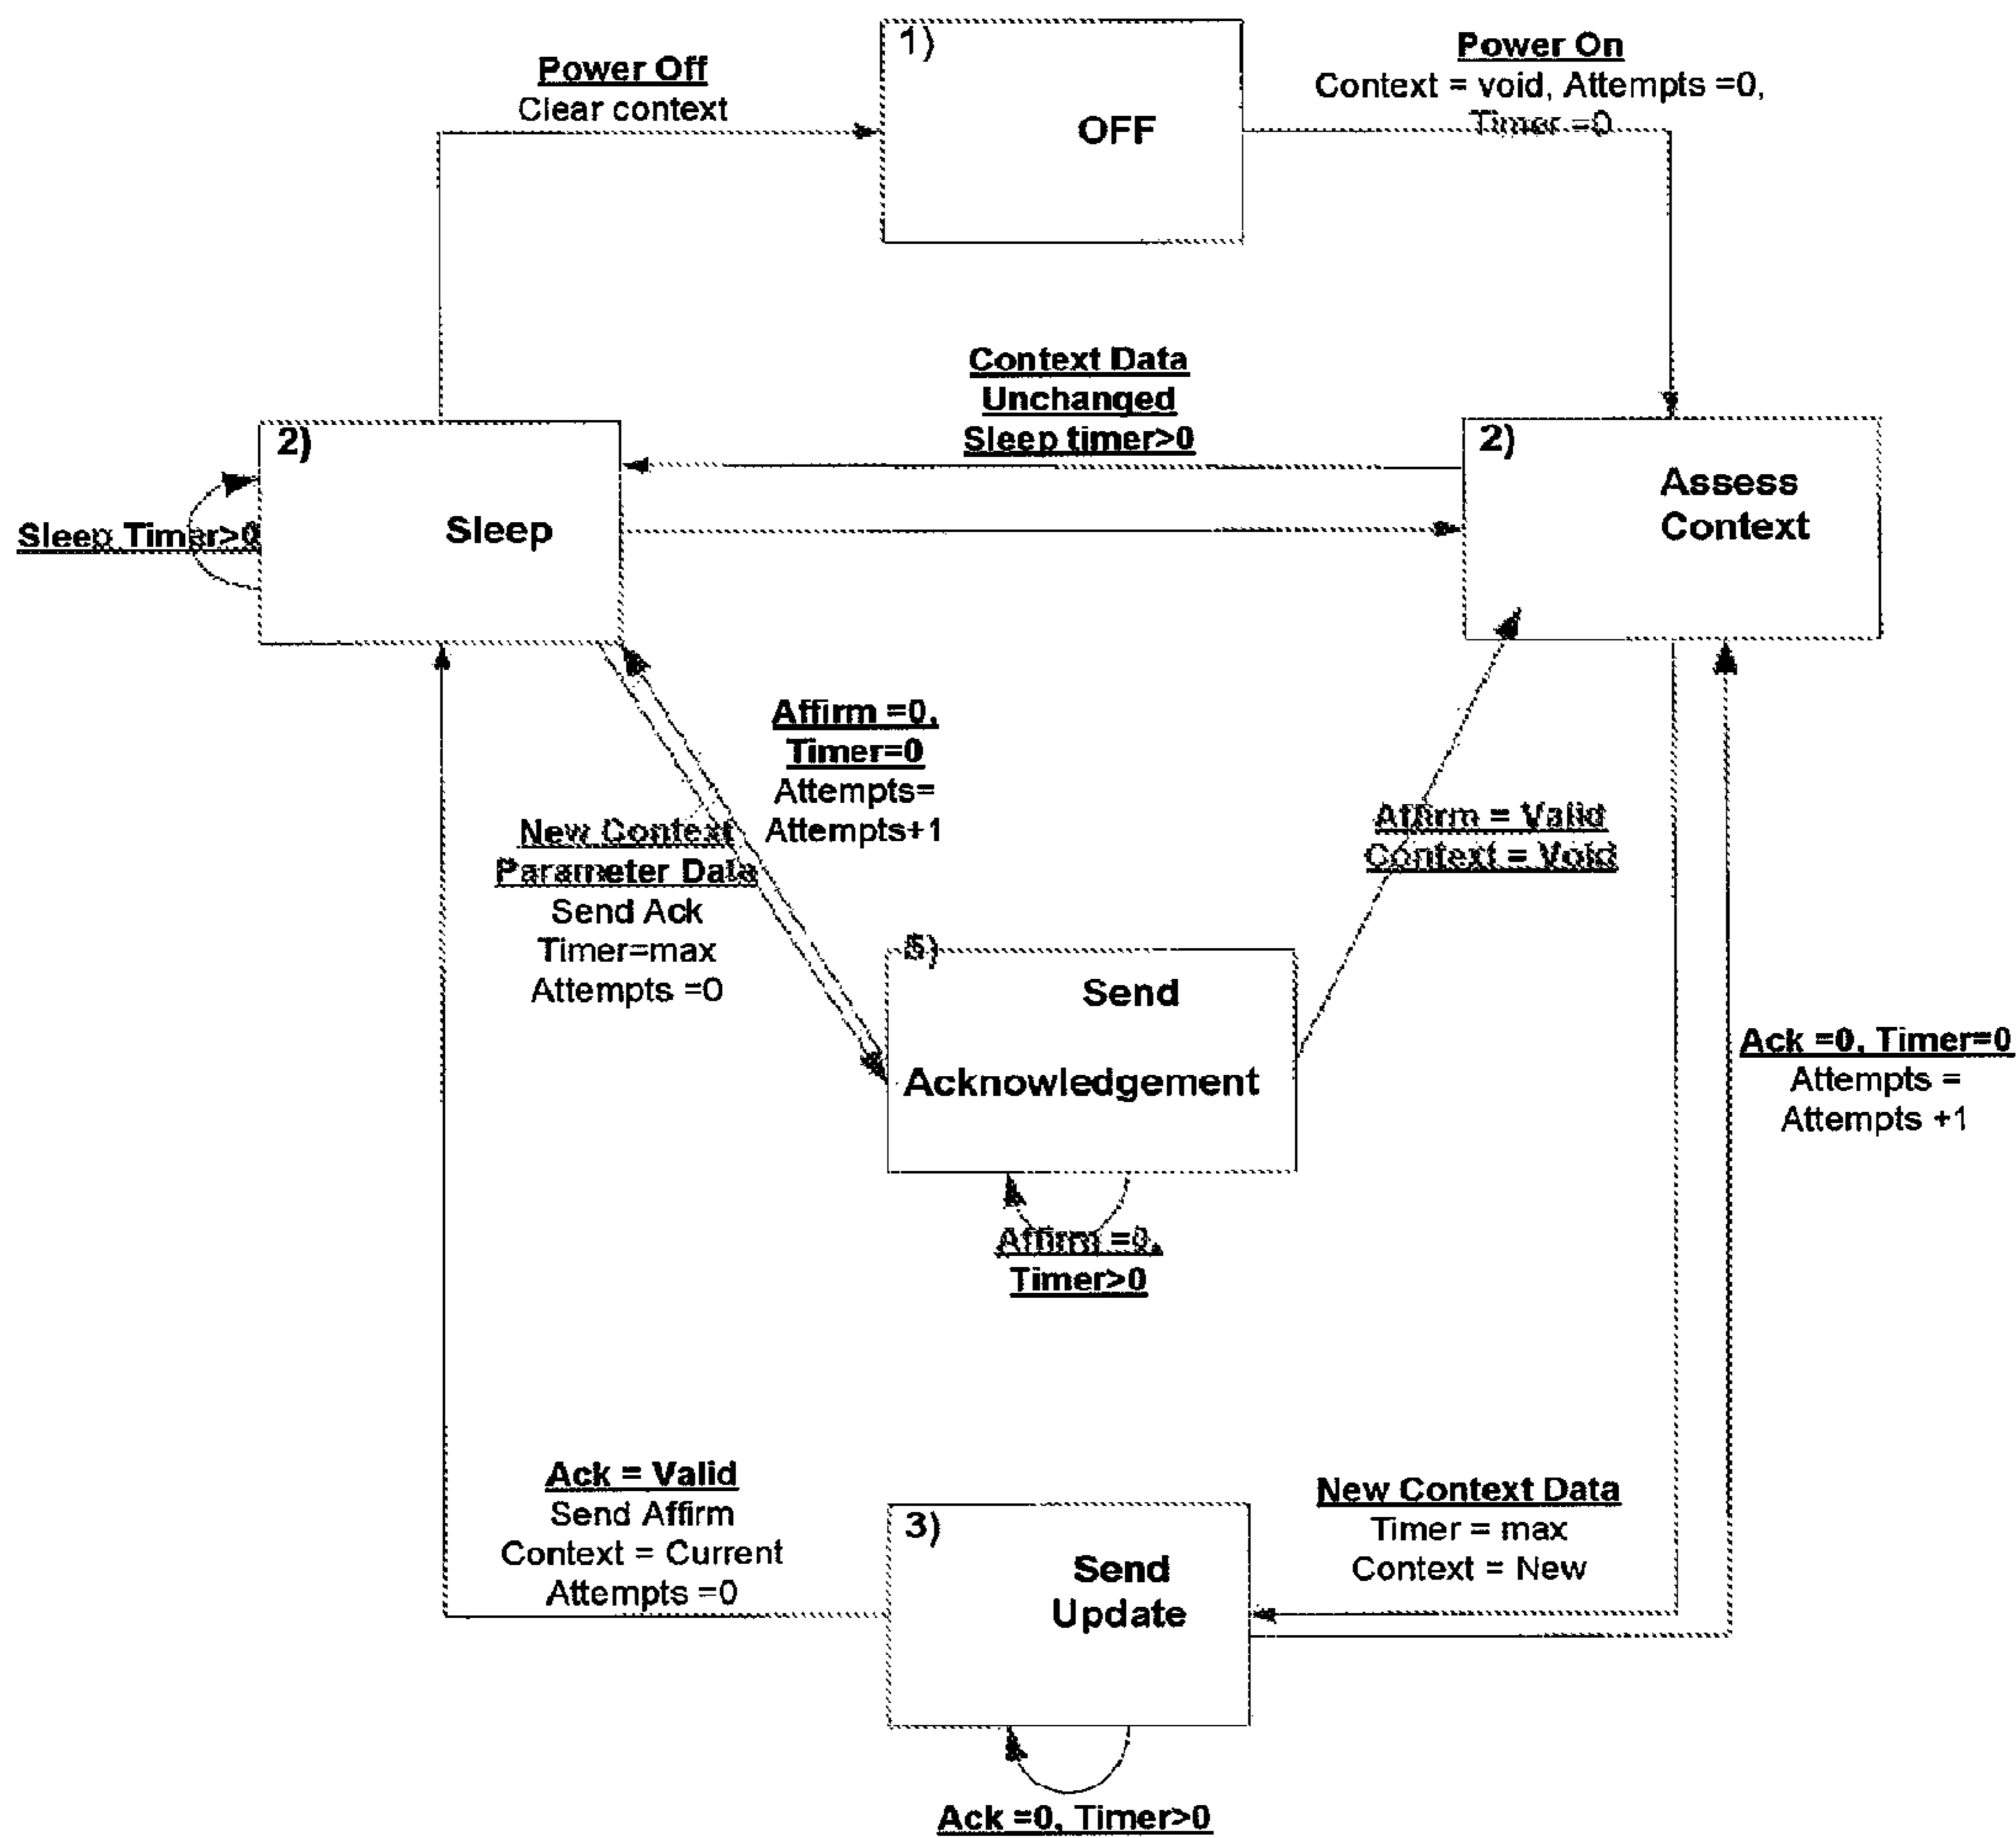 1)
OFF
Power Off
Clear context
Power On
Context = void, Attempts =0,
Timer =0
Context Data
Unchanged
Sleep timer>0
2)
Sleep
Sleep Timer>0
2)
Assess
Context
Affirm =0,
Timer=0
Attempts=
Attempts+1
New Context
Parameter Data
Send Ack
Timer=max
Attempts =0
Affirm = Valid
Context = Void
5)
Send
Acknowledgement
Affirm =0,
Timer>0
Ack =0, Timer=0
Attempts =
Attempts +1
Ack = Valid
Send Affirm
Context = Current
Attempts =0
3)
Send
Update
New Context Data
Timer = max
Context = New
Ack =0, Timer>0